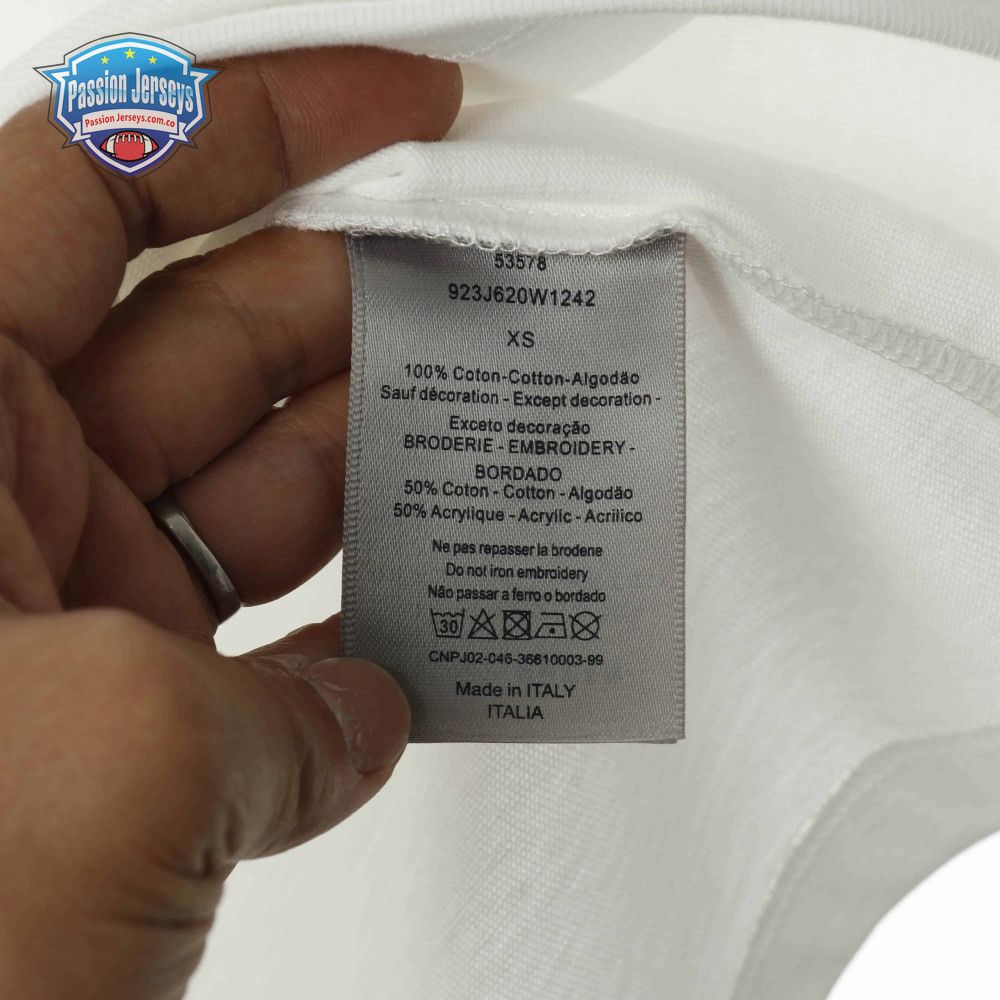 Passion Jerseys
Passion Jerseys.com.co
53578
923J620W1242
XS
100% Coton-Cotton-Algodão
Sauf décoration - Except decoration -
Exceto decoração
BRODERIE - EMBROIDERY -
BORDADO
50% Coton - Cotton - Algodão
50% Acrylique - Acrylic - Acrilico
Ne pas repasser la brodene
Do not iron embroidery
Não passar a ferro o bordado
30
CNPJ02-046-36610003-99
Made in ITALY
ITALIA